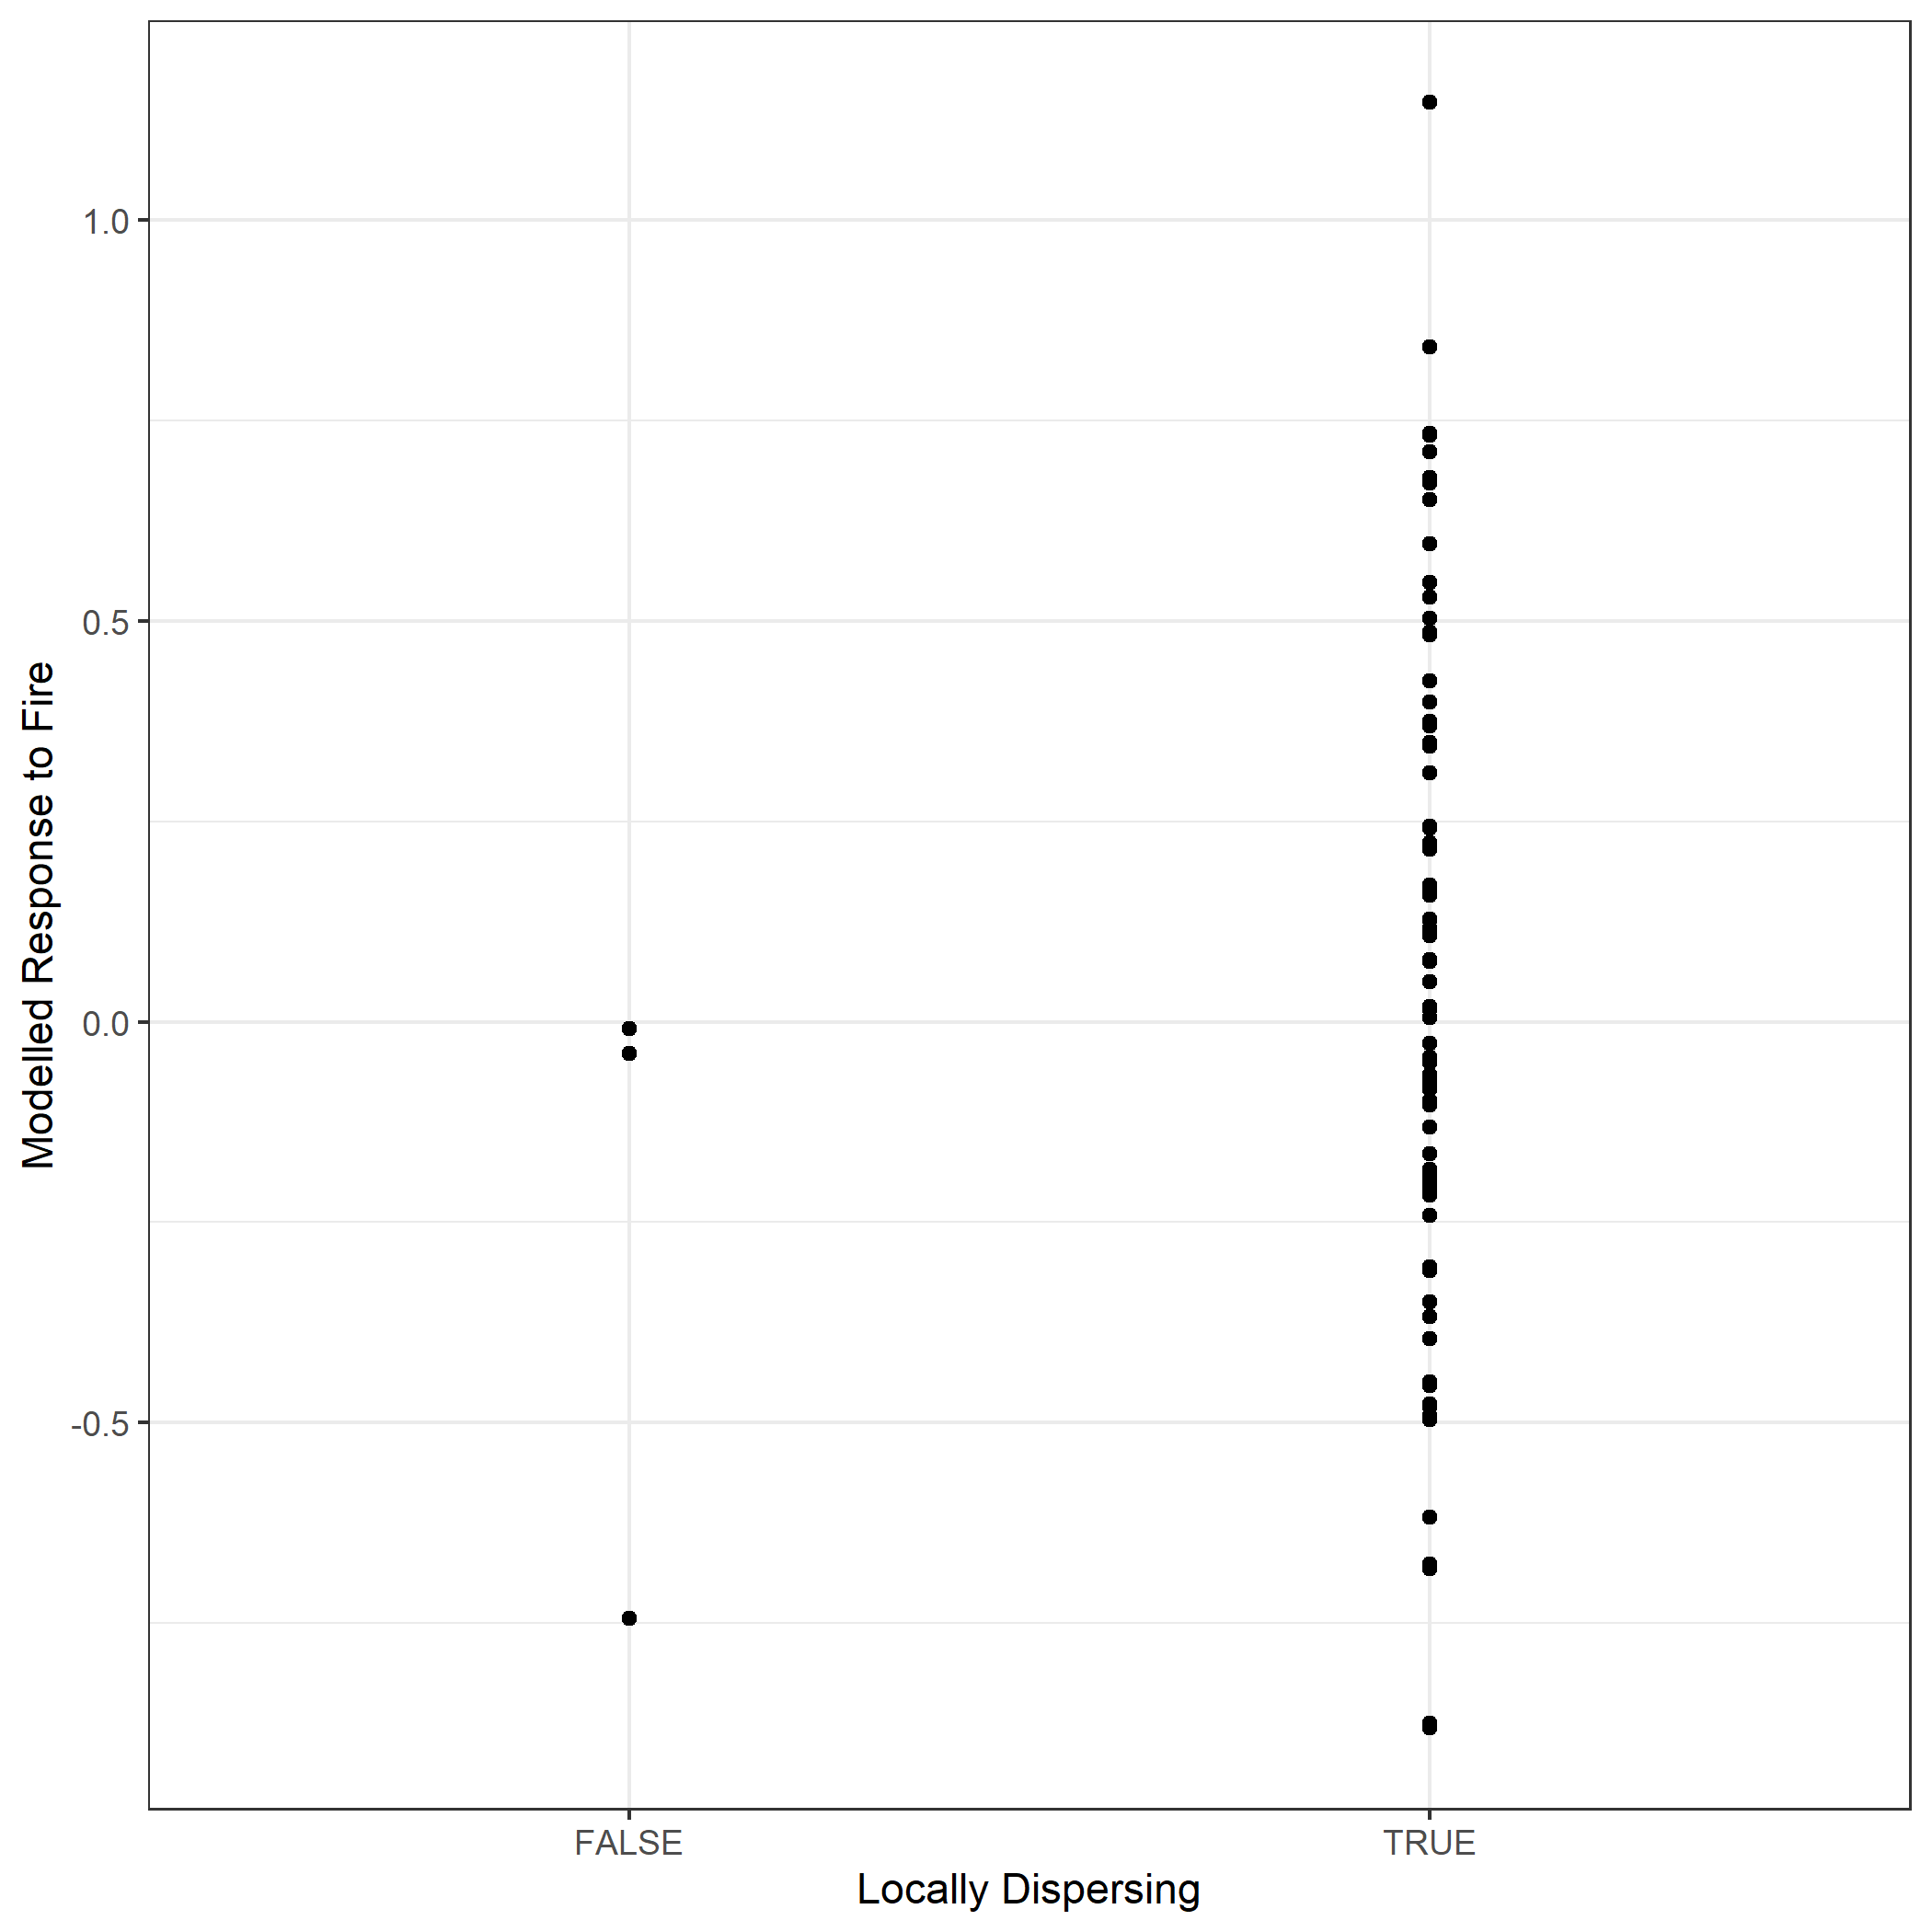 Modelled Response to Fire
1.0
0.5
0.0
-0.5
FALSE
TRUE
Locally Dispersing